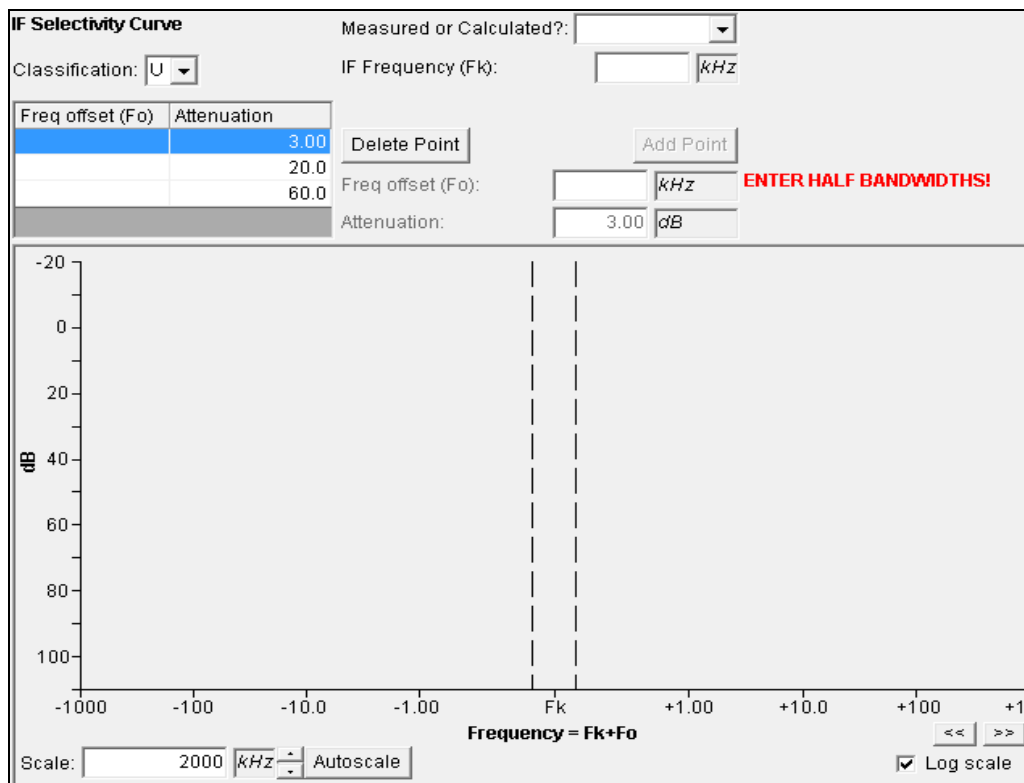 IF Selectivity Curve
Measured or Calculated?:
Classification: U
IF Frequency (Fk): kHz
Freq offset (Fo) Attenuation
3.00
20.0
60.0
Delete Point Add Point
Freq offset (Fo): kHz ENTER HALF BANDWIDTHS!
Attenuation: 3.00 dB
-20
0
20
40
60
80
100
dB
-1000 -100 -10.0 -1.00 Fk +1.00 +10.0 +100 +1
Frequency = Fk+Fo
<< >>
Scale: 2000 kHz Autoscale
Log scale